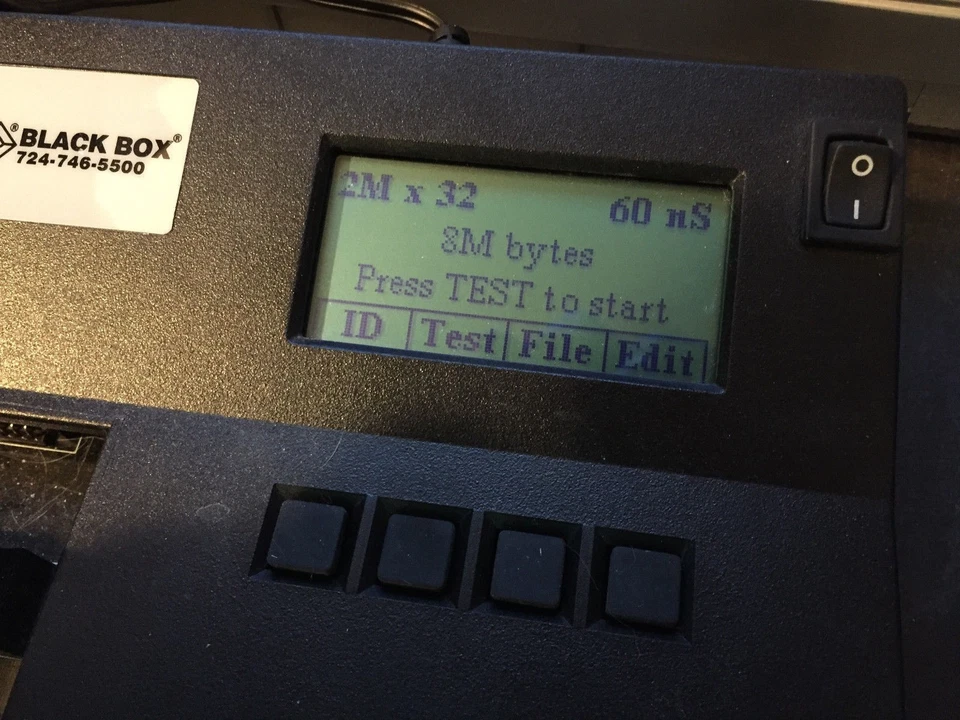 ® BLACK BOX®
724-746-5500
2M x 32 60 nS
8M bytes
Press TEST to start
ID Test File Edit
O
I